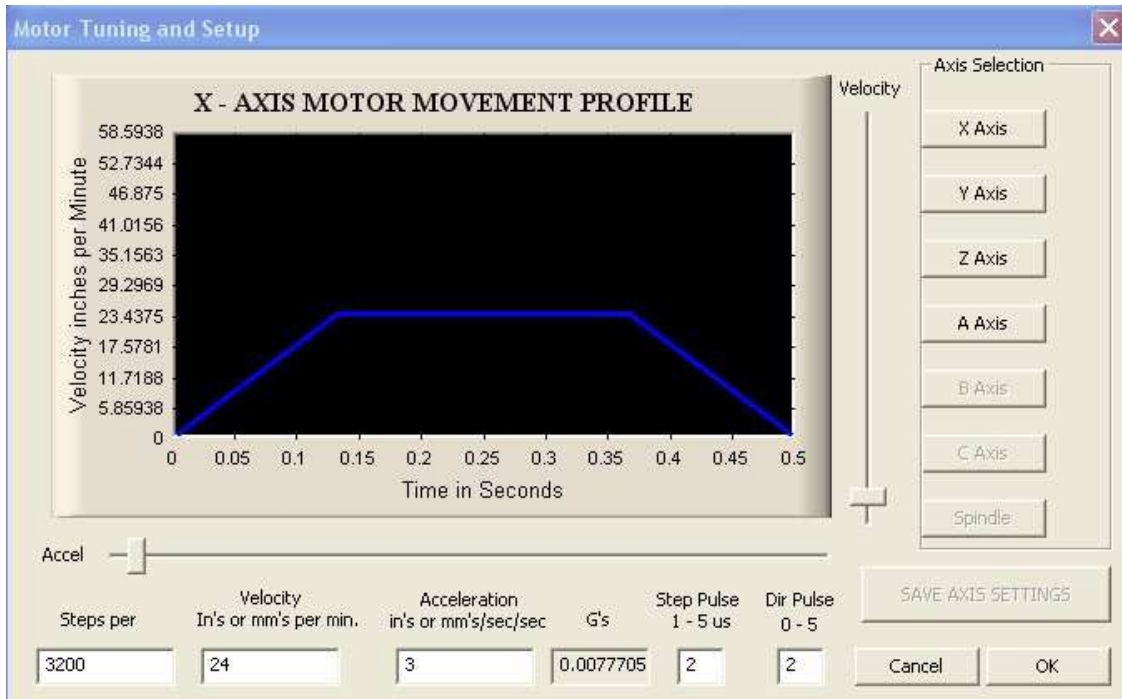 Motor Tuning and Setup
X - AXIS MOTOR MOVEMENT PROFILE
Velocity inches per Minute
58.5938
52.7344
46.875
41.0156
35.1563
29.2969
23.4375
17.5781
11.7188
5.85938
0
0 0.05 0.1 0.15 0.2 0.25 0.3 0.35 0.4 0.45 0.5
Time in Seconds
Velocity
Axis Selection
X Axis
Y Axis
Z Axis
A Axis
B Axis
C Axis
Spindle
Accel
Steps per
Velocity
In's or mm's per min.
Acceleration
in's or mm's/sec/sec
G's
Step Pulse
1 - 5 us
Dir Pulse
0 - 5
3200
24
3
0.0077705
2
2
SAVE AXIS SETTINGS
Cancel
OK